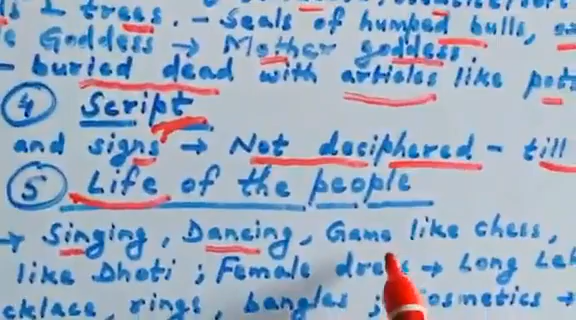 & trees. - Seals of humped bulls,
Goddess → Mother goddess.
- buried dead with articles like pots
④ Script
and signs → Not deciphered - till
⑤ Life of the people
→ Singing, Dancing, Game like chess,
like Dhoti ; Female dress → Long
rings, bangles ; cosmetics →